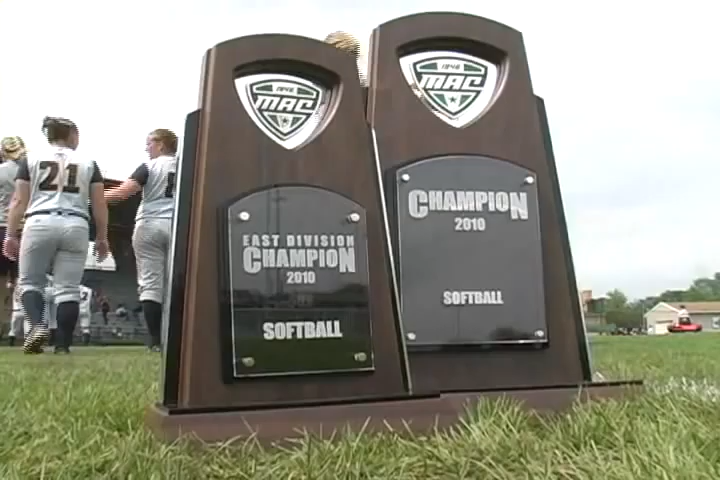 1946
MAC
EAST DIVISION
CHAMPION
2010
SOFTBALL
1946
MAC
CHAMPION
2010
SOFTBALL
21